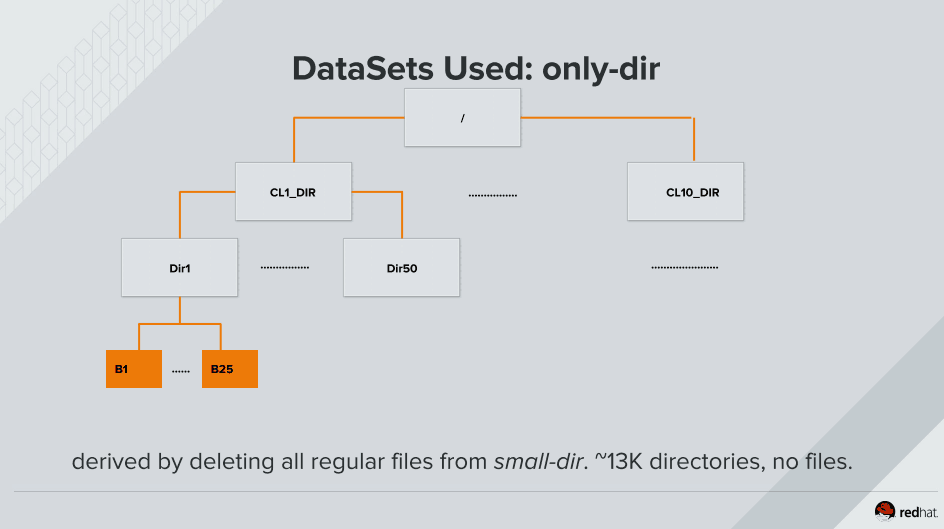 DataSets Used: only-dir
/
CL1_DIR
...............
CL10_DIR
Dir1
...............
Dir50
.....................
B1
......
B25
derived by deleting all regular files from small-dir. ~13K directories, no files.
redhat.